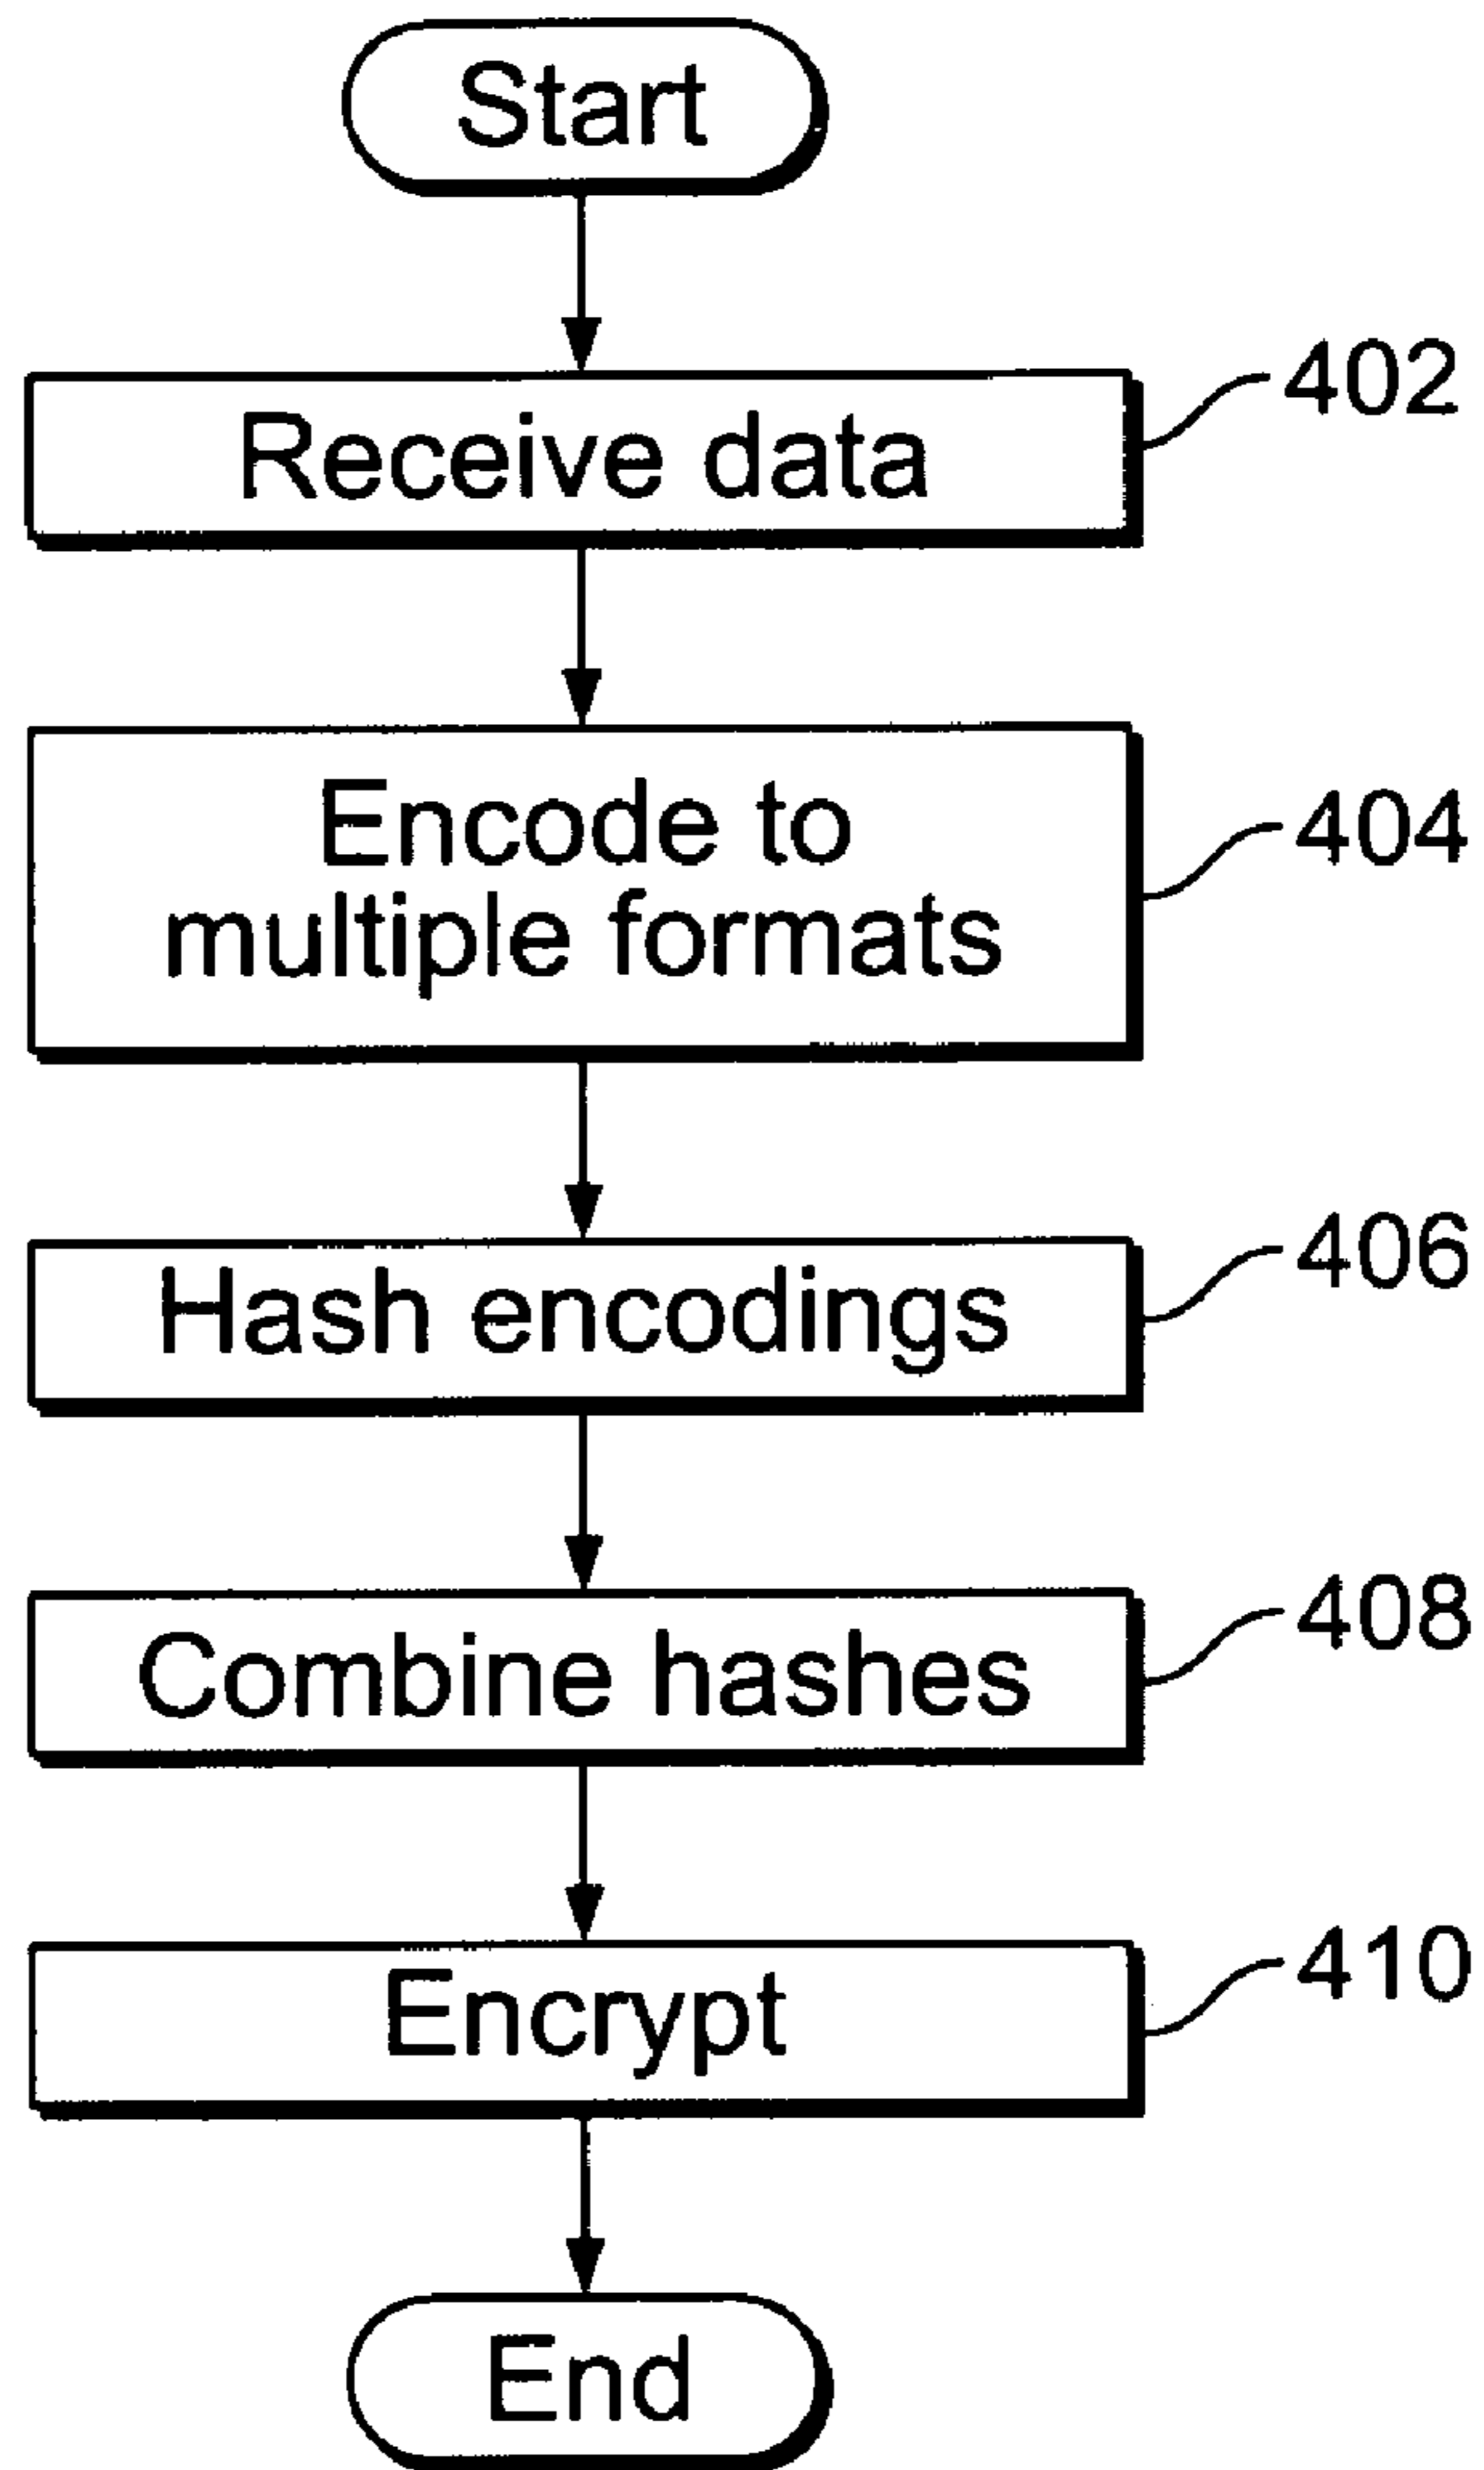 Start
Receive data
402
Encode to
multiple formats
404
Hash encodings
406
Combine hashes
408
Encrypt
410
End